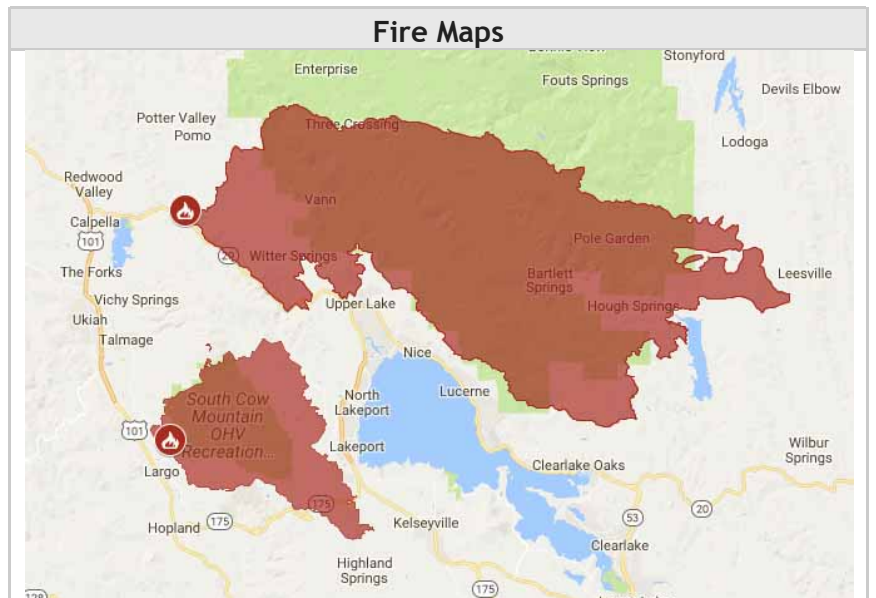 Fire Maps
Stonyford
Enterprise
Fouts Springs
Devils Elbow
Potter Valley
Pomo
Three Crossing
Lodoga
Redwood
Valley
Vann
Calpella
101
Pole Garden
The Forks
29
Witter Springs
Bartlett
Springs
Leesville
Vichy Springs
Upper Lake
Hough Springs
Ukiah
Talmage
Nice
South Cow
Mountain
OHV
Recreation...
North
Lakeport
Lucerne
101
Lakeport
Wilbur
Springs
Largo
Clearlake Oaks
175
20
Hopland
175
Kelseyville
53
Clearlake
Highland
Springs
175
128